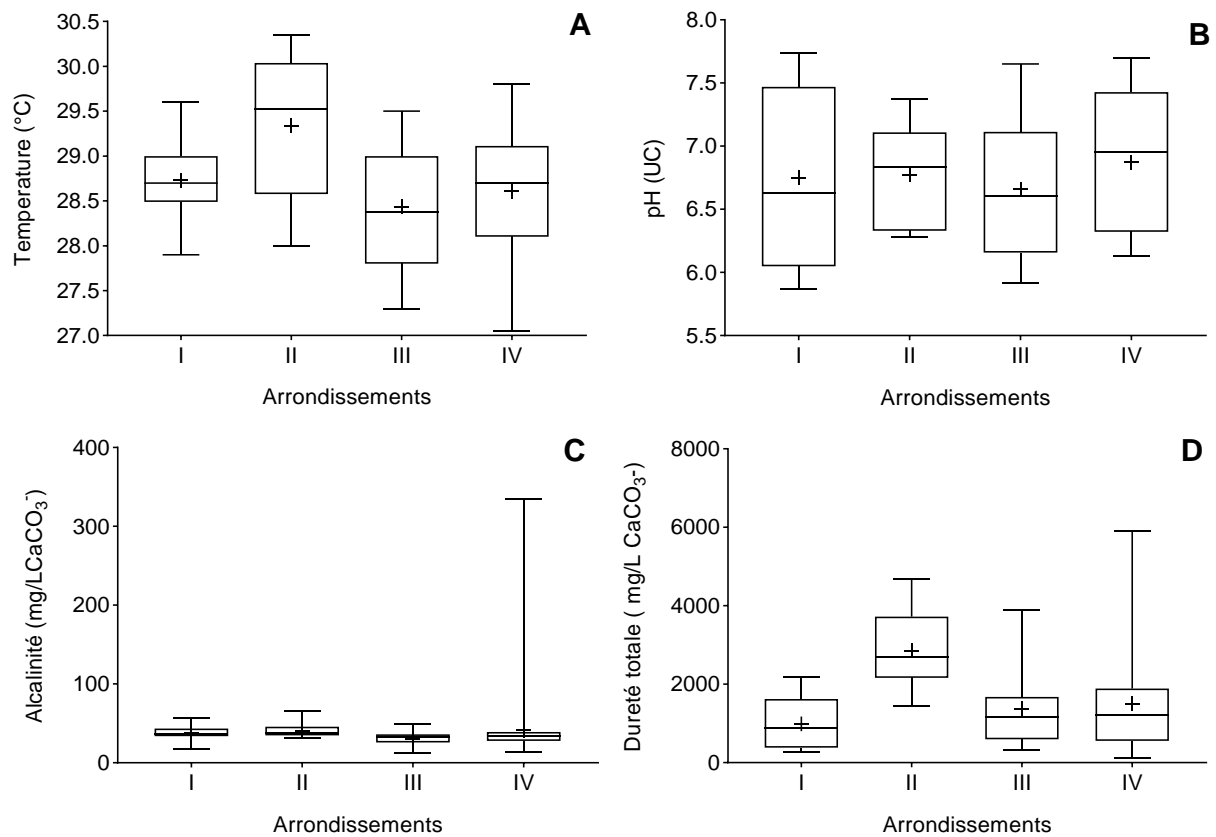 A
Temperature (°C)
30.5
30.0
29.5
29.0
28.5
28.0
27.5
27.0
I II III IV
Arrondissements
B
pH (UC)
8.0
7.5
7.0
6.5
6.0
5.5
I II III IV
Arrondissements
C
Alcalinité (mg/LCaCO₃⁻)
400
300
200
100
0
I II III IV
Arrondissements
D
Dureté totale ( mg/L CaCO₃-)
8000
6000
4000
2000
0
I II III IV
Arrondissements